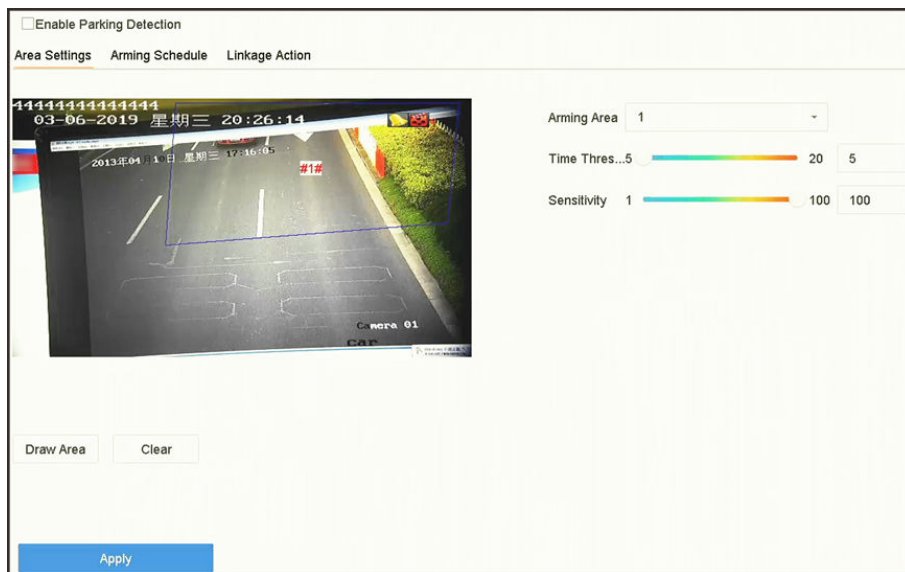 Enable Parking Detection
Area Settings Arming Schedule Linkage Action
44444444444444
03-06-2019 星期三 20:26:14
2013年04月10日 星期三 17:16:05
#1#
Camera 01
car
Arming Area 1
Time Thres...5 20 5
Sensitivity 1 100 100
Draw Area Clear
Apply